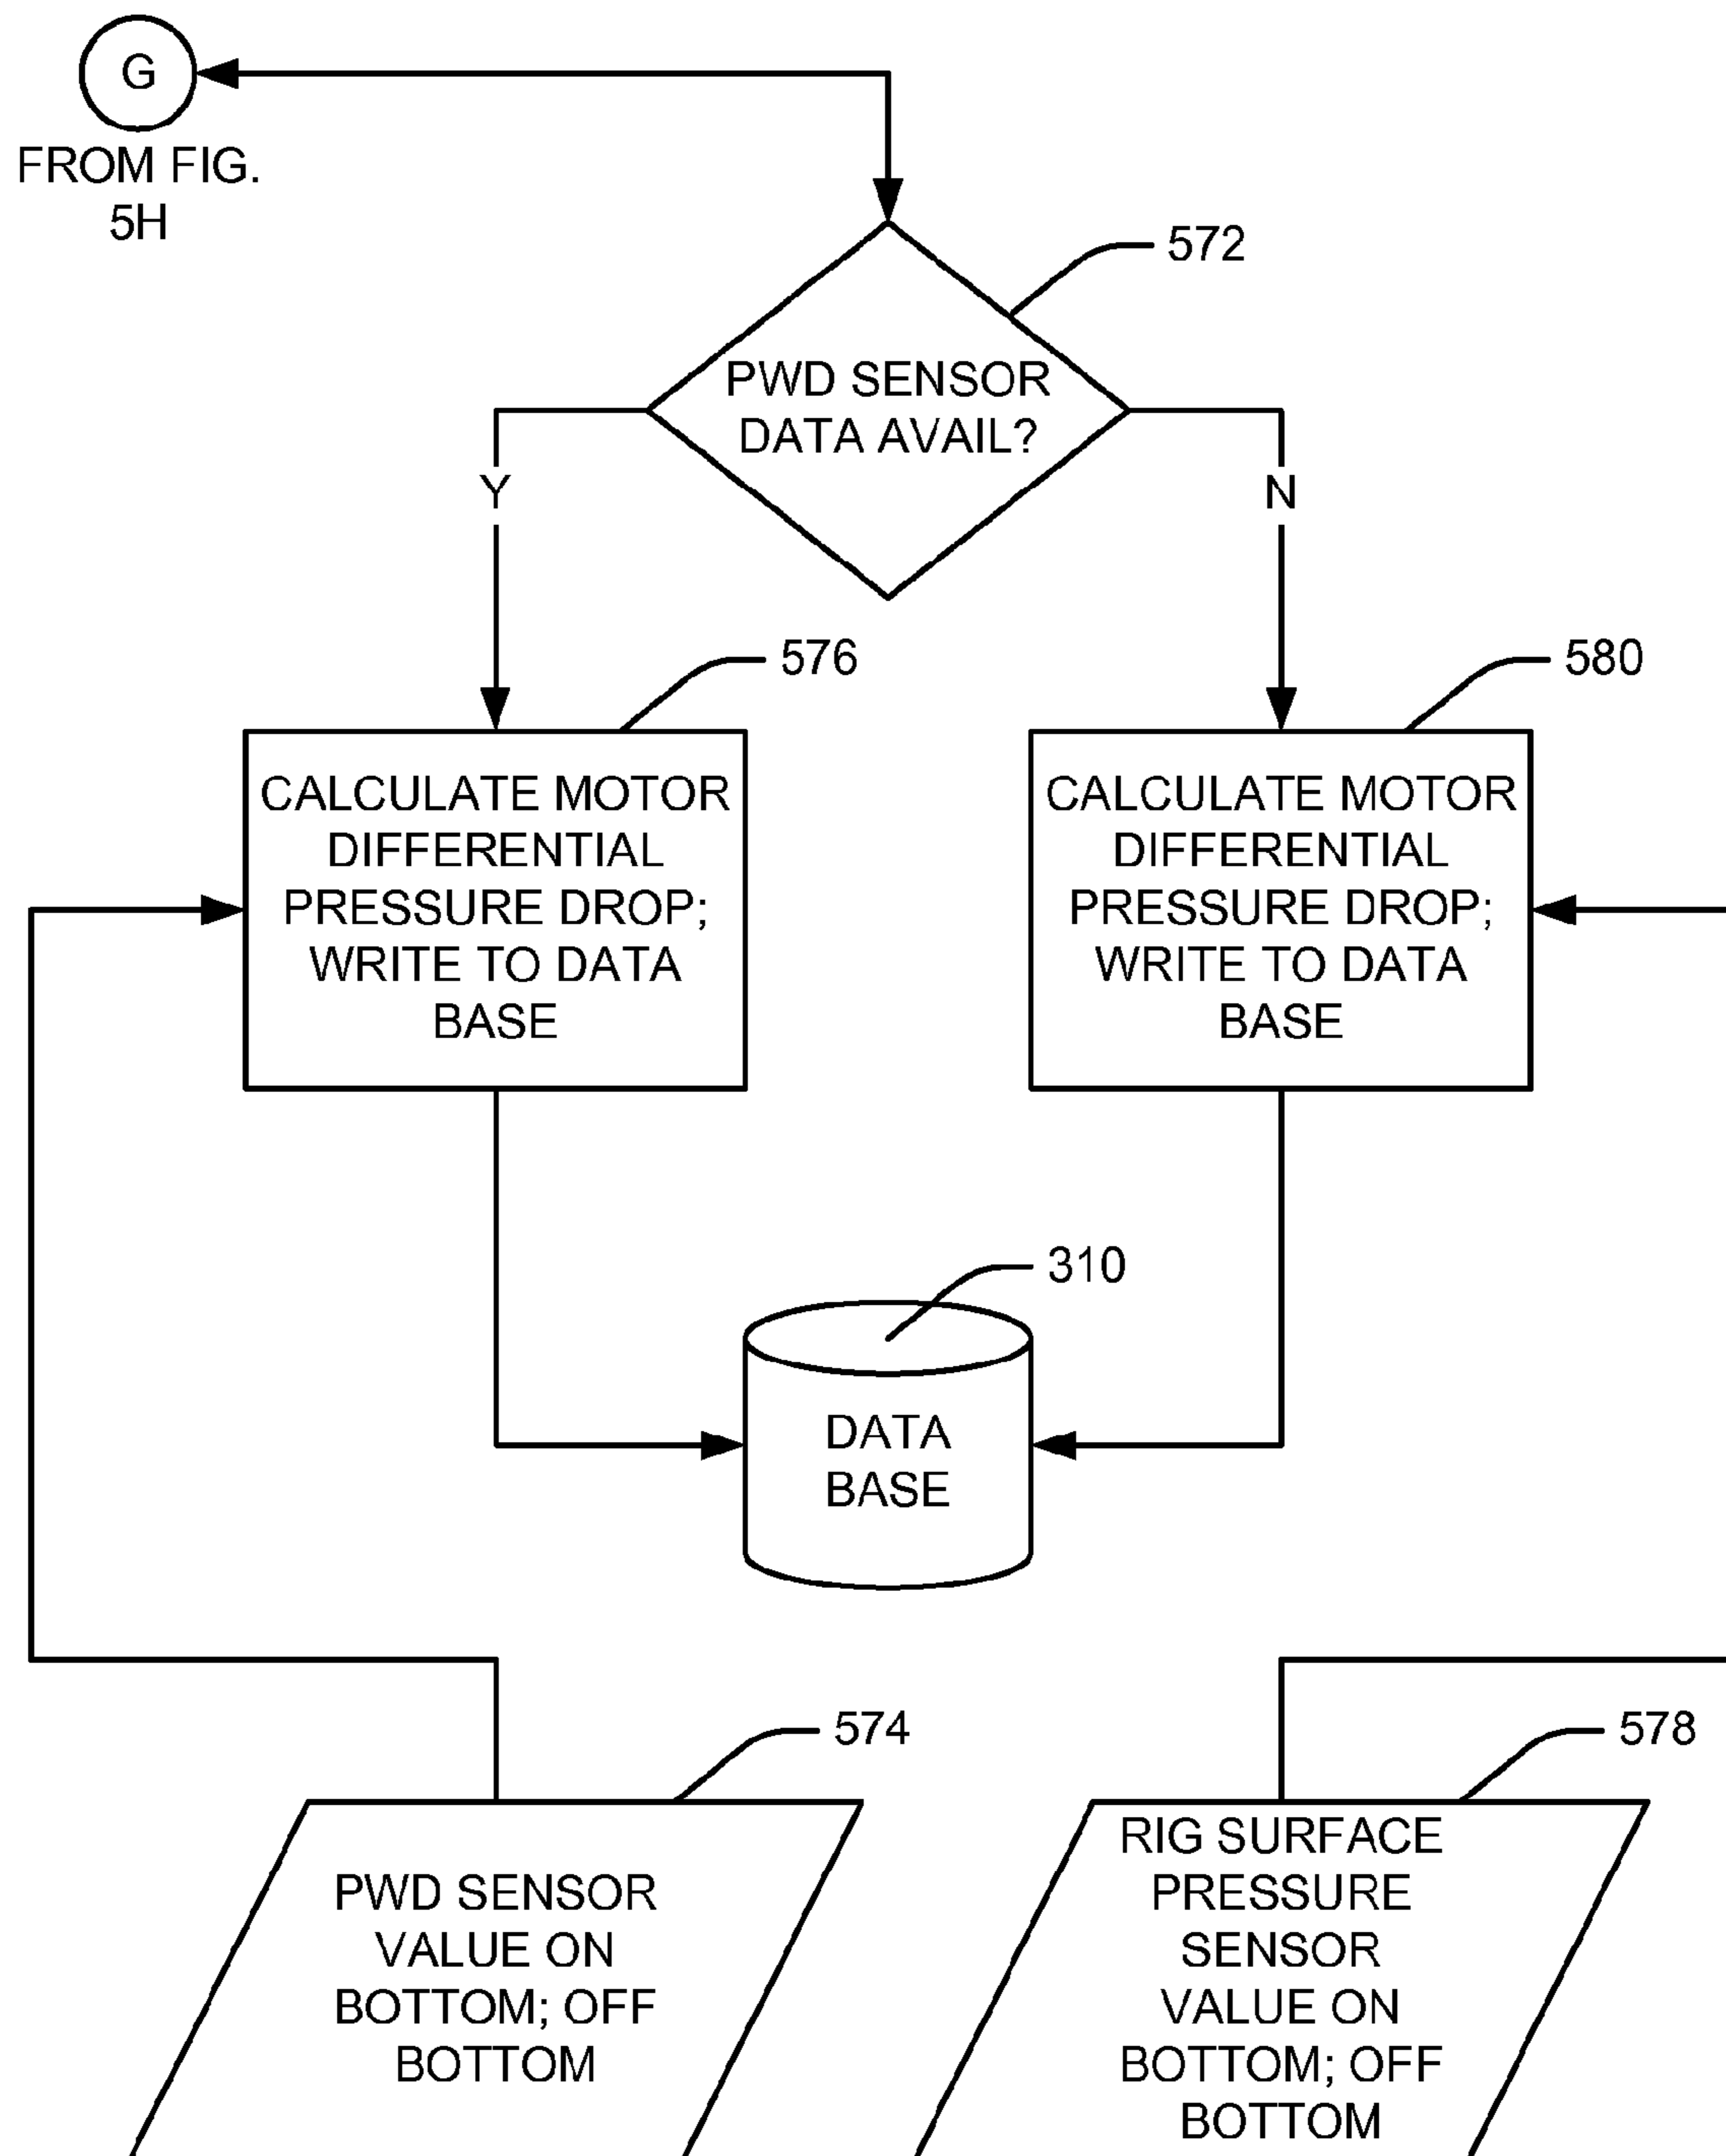 G
FROM FIG.
5H
572
PWD SENSOR
DATA AVAIL?
Y
N
576
580
CALCULATE MOTOR
DIFFERENTIAL
PRESSURE DROP;
WRITE TO DATA
BASE
CALCULATE MOTOR
DIFFERENTIAL
PRESSURE DROP;
WRITE TO DATA
BASE
310
DATA
BASE
574
578
PWD SENSOR
VALUE ON
BOTTOM; OFF
BOTTOM
RIG SURFACE
PRESSURE
SENSOR
VALUE ON
BOTTOM; OFF
BOTTOM